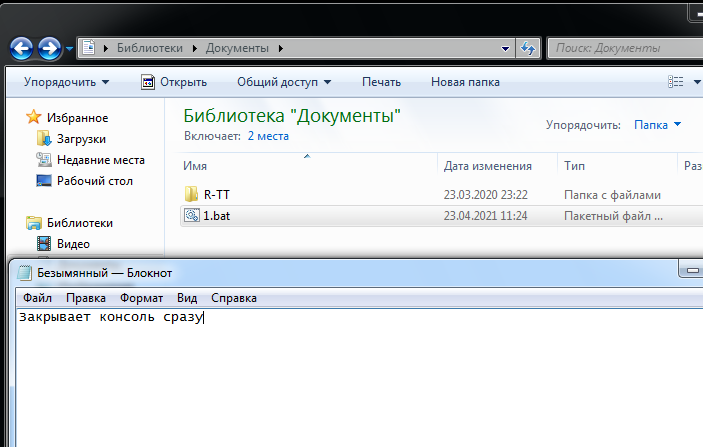 Библиотеки ▸ Документы ▸
Поиск: Документы
Упорядочить Открыть Общий доступ Печать Новая папка
Избранное
Загрузки
Недавние места
Рабочий стол
Библиотеки
Видео
Библиотека "Документы"
Включает: 2 места
Упорядочить: Папка
Имя Дата изменения Тип Раз
R-TT 23.03.2020 23:22 Папка с файлами
1.bat 23.04.2021 11:24 Пакетный файл ...
Безымянный — Блокнот
Файл Правка Формат Вид Справка
Закрывает консоль сразу